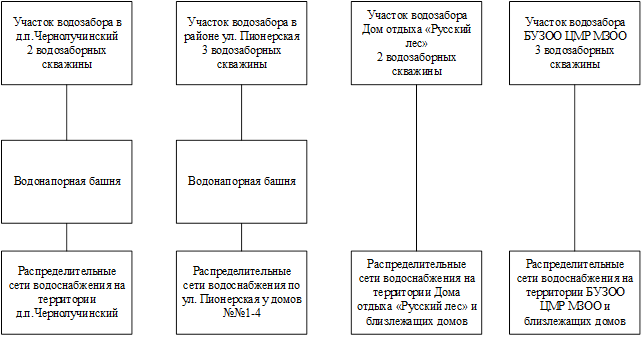 Участок водозабора в
д.п.Чернолучинский
2 водозаборных
скважины
Участок водозабора в
районе ул. Пионерская
3 водозаборных
скважины
Участок водозабора
Дом отдыха «Русский
лес»
2 водозаборных
скважины
Участок водозабора
БУЗОО ЦМР МЗОО
3 водозаборных
скважины
Водонапорная башня
Водонапорная башня
Распределительные
сети водоснабжения на
территории
д.п.Чернолучинский
Распределительные
сети водоснабжения по
ул. Пионерская у домов
№№1-4
Распределительные
сети водоснабжения на
территории Дома
отдыха «Русский лес» и
близлежащих домов
Распределительные
сети водоснабжения на
территории БУЗОО
ЦМР МЗОО и
близлежащих домов